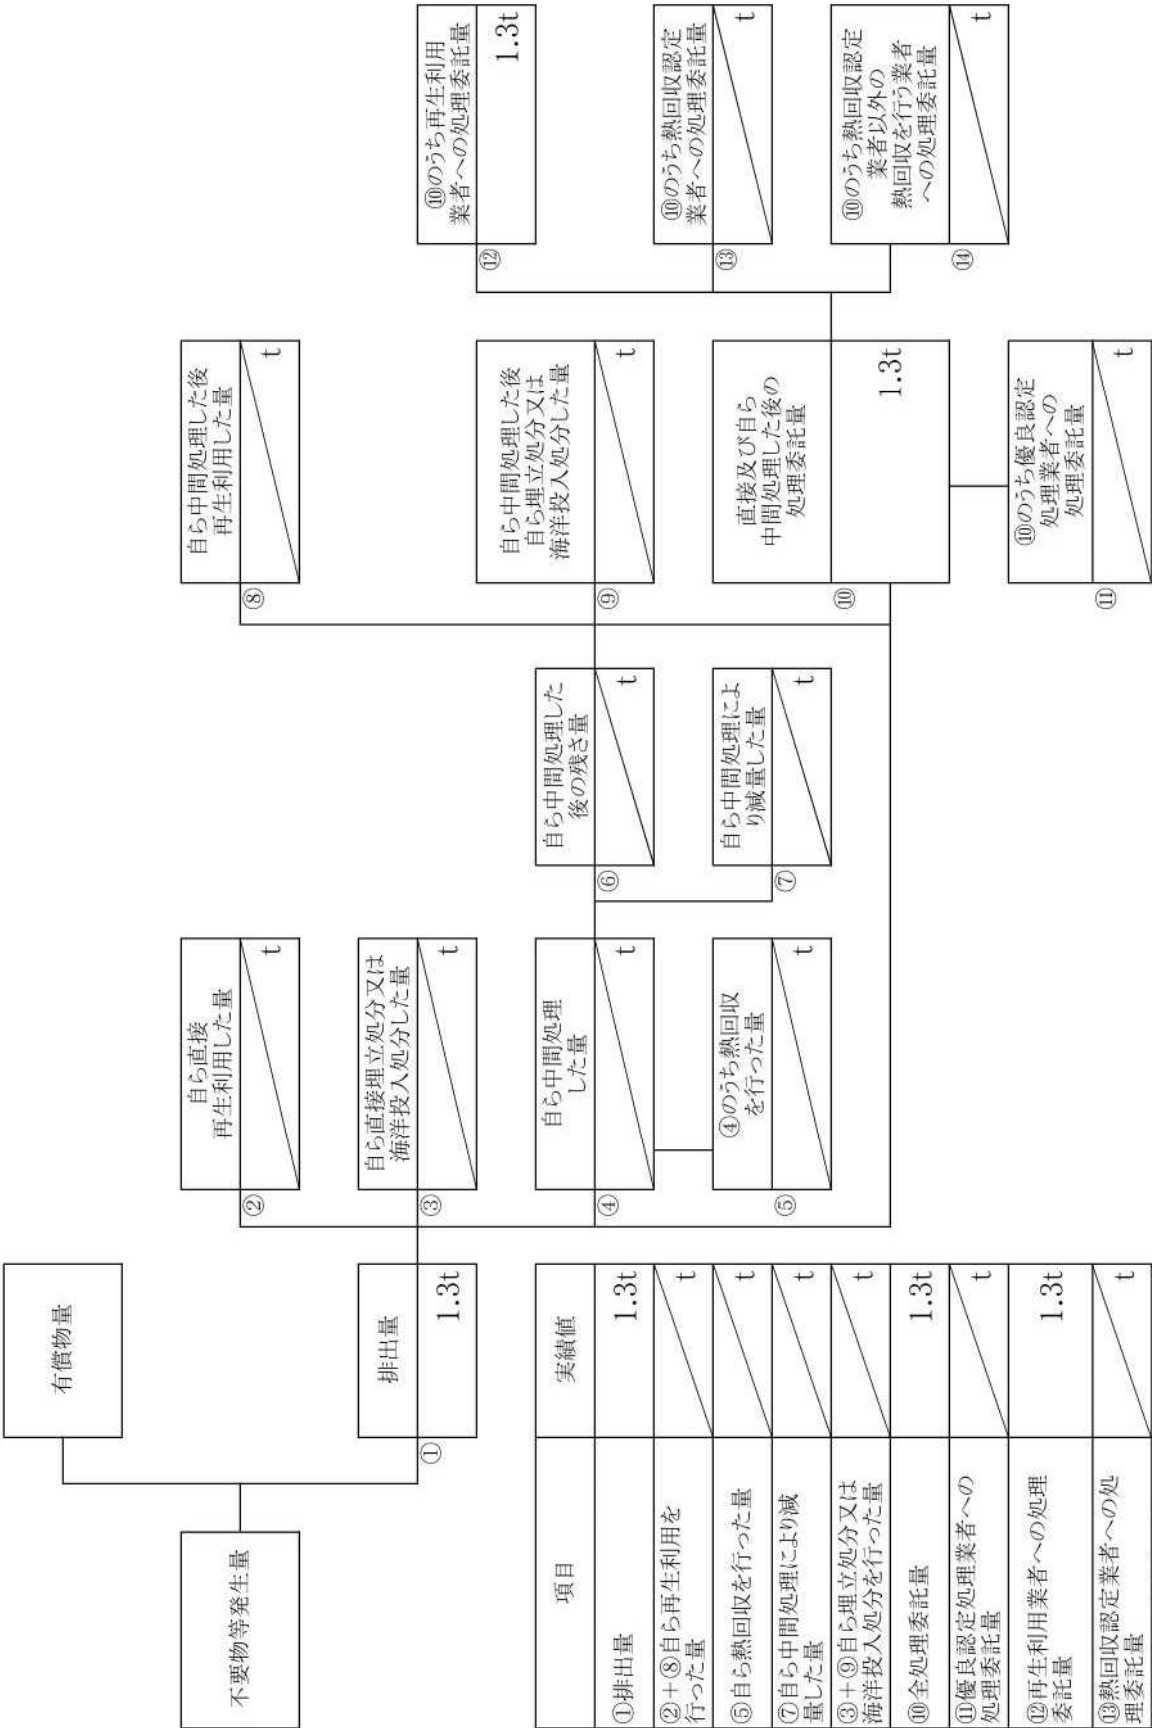 不要物等発生量
有償物量
排出量
①
1.3t
自ら直接
再生利用した量
②
t
自ら直接埋立処分又は
海洋投入処分した量
③
t
自ら中間処理
した量
④
t
④のうち熱回収
を行った量
⑤
t
自ら中間処理した
後の残さ量
⑥
t
自ら中間処理によ
り減量した量
⑦
t
自ら中間処理した後
再生利用した量
⑧
t
自ら中間処理した後
自ら埋立処分又は
海洋投入処分した量
⑨
t
直接及び自ら
中間処理した後の
処理委託量
⑩
1.3t
⑩のうち優良認定
処理業者への
処理委託量
⑪
t
⑩のうち再生利用
業者への処理委託量
⑫
1.3t
⑩のうち熱回収認定
業者への処理委託量
⑬
t
⑩のうち熱回収認定
業者以外の
熱回収を行う業者
への処理委託量
⑭
t
項目 実績値
①排出量 1.3t
②+⑧自ら再生利用を
行った量 t
⑤自ら熱回収を行った量 t
⑦自ら中間処理により減
量した量 t
③+⑨自ら埋立処分又は
海洋投入処分を行った量 t
⑩全処理委託量 1.3t
⑪優良認定処理業者への
処理委託量 t
⑫再生利用業者への処理
委託量 1.3t
⑬熱回収認定業者への処
理委託量 t